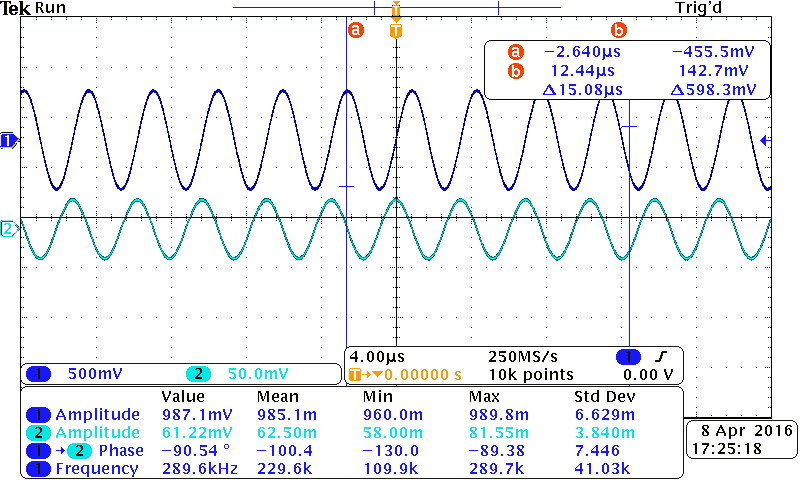 Tek Run Trig'd
a b
T
a −2.640µs −455.5mV
b 12.44µs 142.7mV
Δ15.08µs Δ598.3mV
1
2
1 500mV 2 50.0mV
4.00µs 250MS/s 1
T→▼0.00000 s 10k points 0.00 V
Value Mean Min Max Std Dev
1 Amplitude 987.1mV 985.1m 960.0m 989.8m 6.629m
2 Amplitude 61.22mV 62.50m 58.00m 81.55m 3.840m
1 → 2 Phase −90.54 ° −100.4 −130.0 −89.38 7.446
1 Frequency 289.6kHz 229.6k 109.9k 289.7k 41.03k
8 Apr 2016
17:25:18